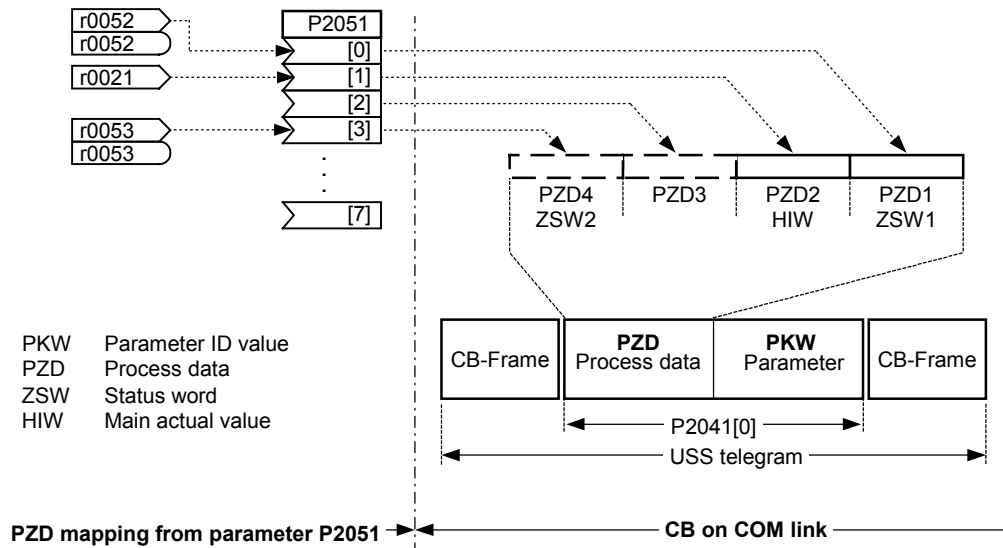 r0052
r0052
r0021
r0053
r0053
P2051
[0]
[1]
[2]
[3]
.
.
.
[7]
PZD4 PZD3 PZD2 PZD1
ZSW2 HIW ZSW1
PKW Parameter ID value
PZD Process data
ZSW Status word
HIW Main actual value
CB-Frame
PZD
Process data
PKW
Parameter
CB-Frame
P2041[0]
USS telegram
PZD mapping from parameter P2051
CB on COM link